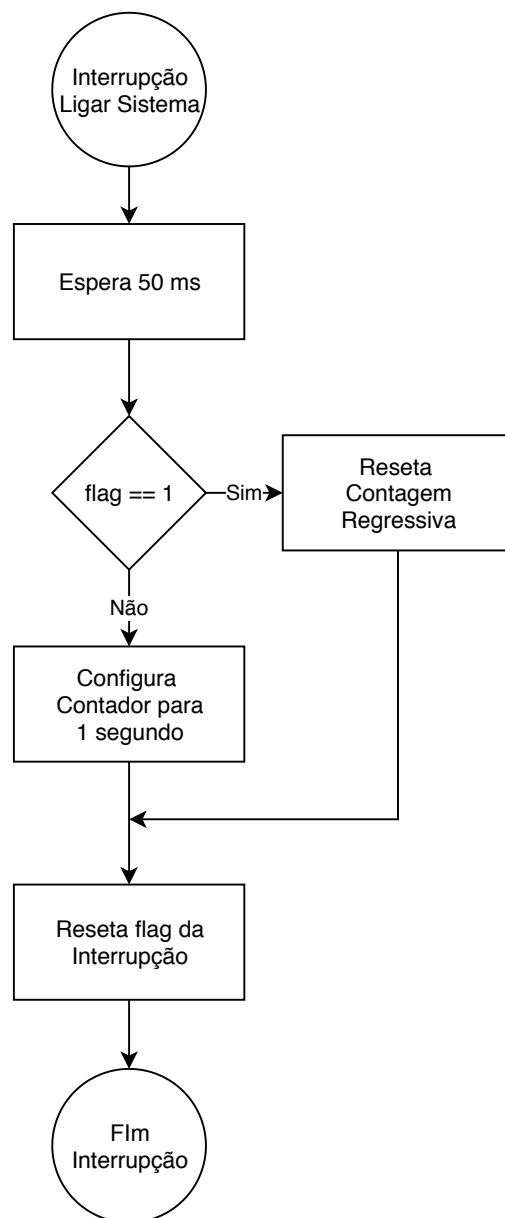 Interrupção
Ligar Sistema
Espera 50 ms
flag == 1
Sim
Reseta
Contagem
Regressiva
Não
Configura
Contador para
1 segundo
Reseta flag da
Interrupção
FIm
Interrupção